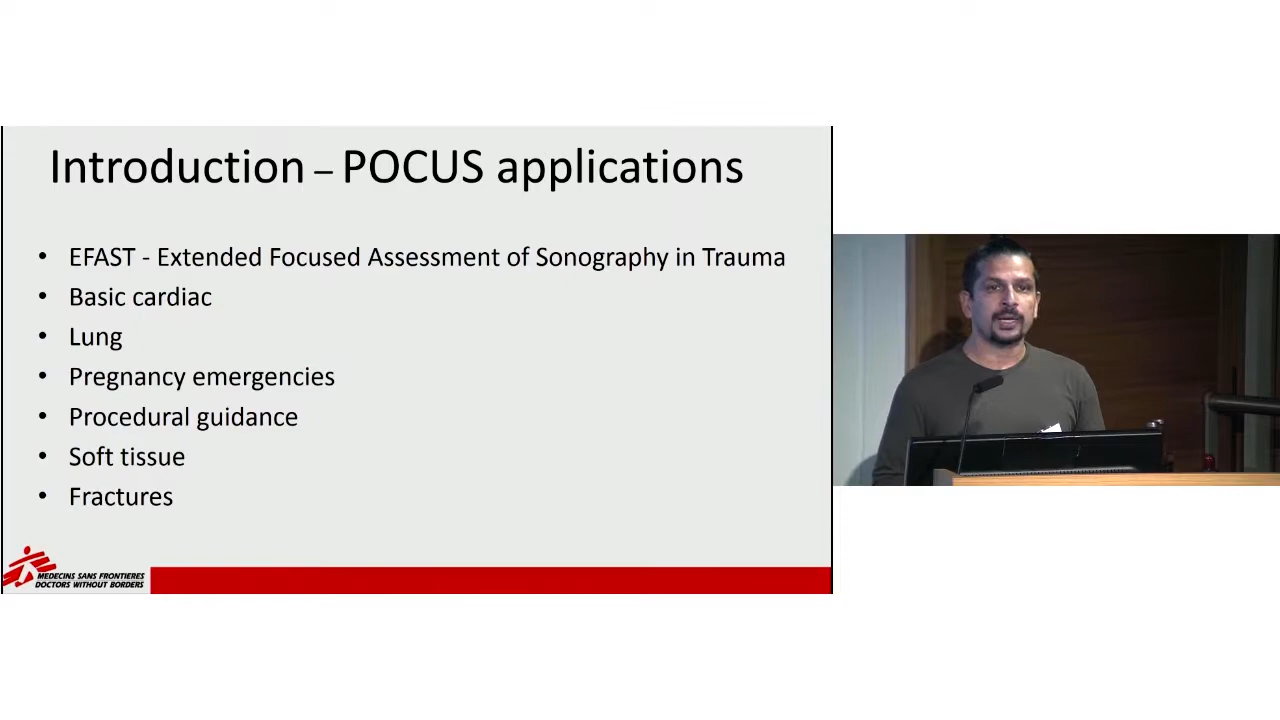 Introduction – POCUS applications
• EFAST - Extended Focused Assessment of Sonography in Trauma
• Basic cardiac
• Lung
• Pregnancy emergencies
• Procedural guidance
• Soft tissue
• Fractures
MEDECINS SANS FRONTIERES
DOCTORS WITHOUT BORDERS